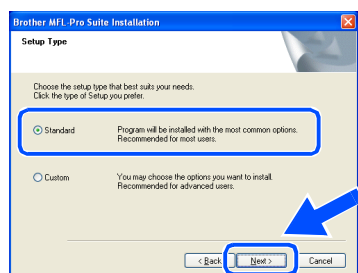 Brother MFL-Pro Suite Installation
Setup Type
Choose the setup type that best suits your needs.
Click the type of Setup you prefer.
Standard
Program will be installed with the most common options.
Recommended for most users.
Custom
You may choose the options you want to install.
Recommended for advanced users.
< Back
Next >
Cancel